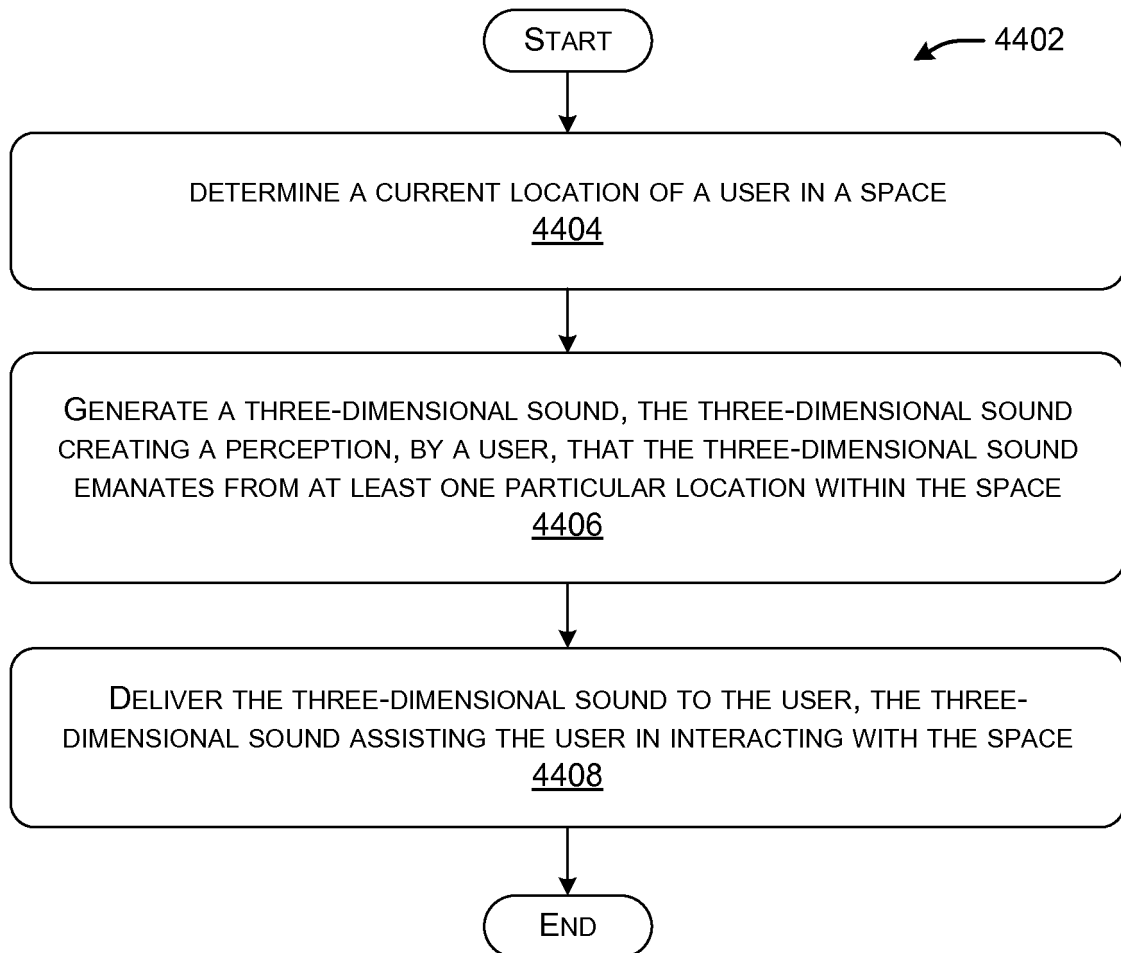 START
4402
DETERMINE A CURRENT LOCATION OF A USER IN A SPACE
4404
GENERATE A THREE-DIMENSIONAL SOUND, THE THREE-DIMENSIONAL SOUND
CREATING A PERCEPTION, BY A USER, THAT THE THREE-DIMENSIONAL SOUND
EMANATES FROM AT LEAST ONE PARTICULAR LOCATION WITHIN THE SPACE
4406
DELIVER THE THREE-DIMENSIONAL SOUND TO THE USER, THE THREE-
DIMENSIONAL SOUND ASSISTING THE USER IN INTERACTING WITH THE SPACE
4408
END